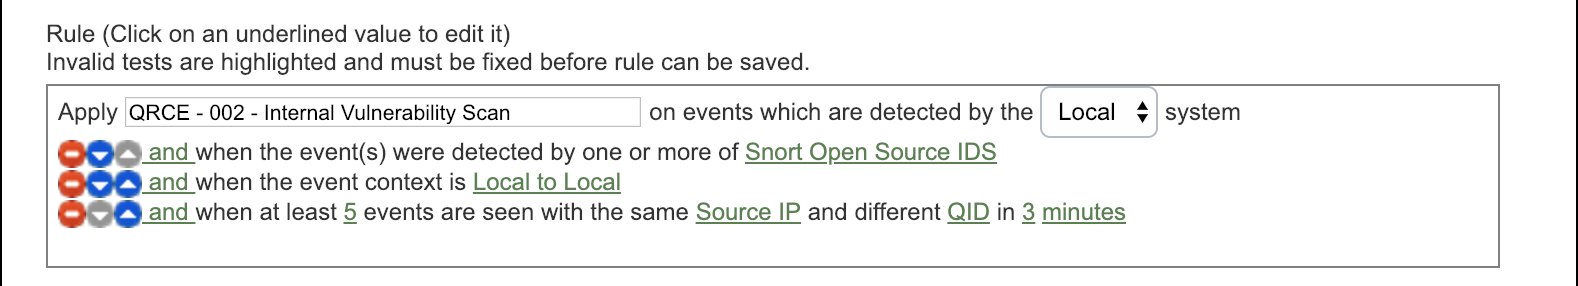 Rule (Click on an underlined value to edit it)
Invalid tests are highlighted and must be fixed before rule can be saved.
Apply QRCE - 002 - Internal Vulnerability Scan on events which are detected by the Local system
and when the event(s) were detected by one or more of Snort Open Source IDS
and when the event context is Local to Local
and when at least 5 events are seen with the same Source IP and different QID in 3 minutes